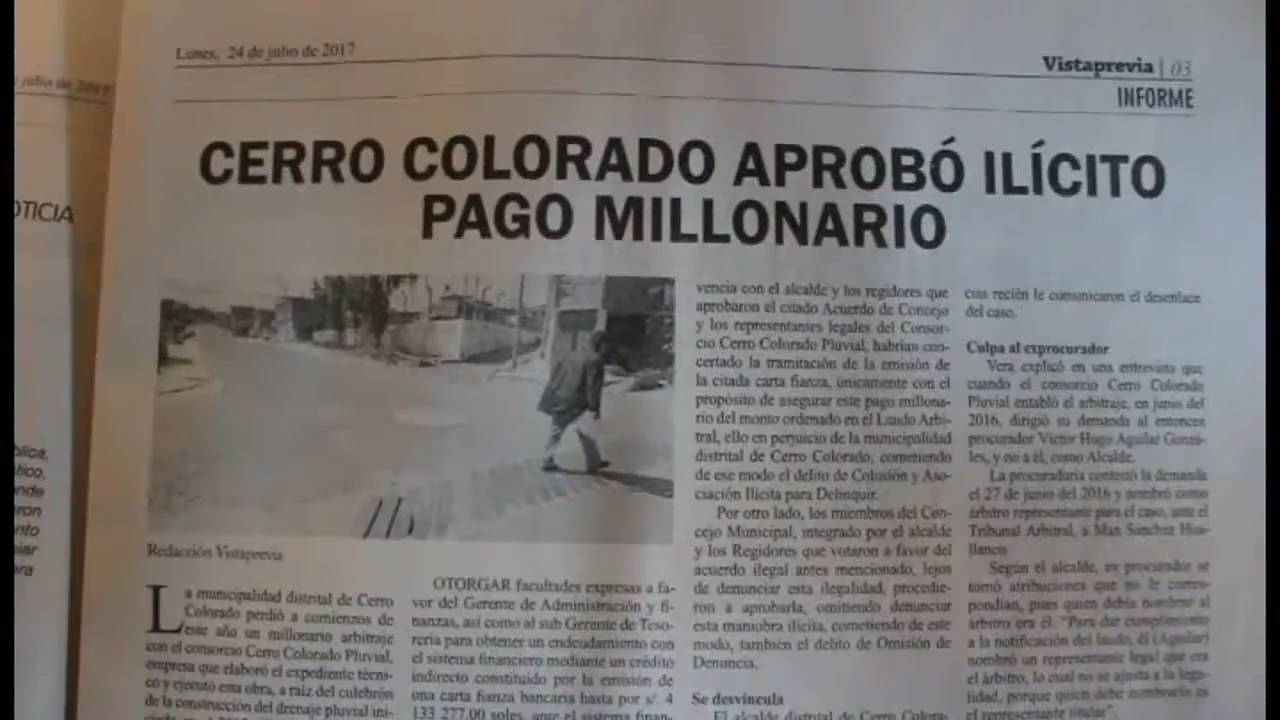 Lunes, 24 de julio de 2017
Vistaprevia | 03
INFORME
CERRO COLORADO APROBÓ ILÍCITO
PAGO MILLONARIO
Redacción Vistaprevia
La municipalidad distrital de Cerro
Colorado perdió a comienzos de
este año un millonario arbitraje
con el consorcio Cerro Colorado Pluvial,
empresa que elaboró el expediente técni-
co y ejecutó esta obra, a raíz del culebrón
de la construcción del drenaje pluvial ini-
OTORGAR facultades expresas a fa-
vor del Gerente de Administración y fi-
nanzas, así como al sub Gerente de Teso-
rería para obtener un endeudamiento con
el sistema financiero mediante un crédito
indirecto constituido por la emisión de
una carta fianza bancaria hasta por s/. 4
133 277.00 soles, ante el sistema finan-
vencia con el alcalde y los regidores que
aprobaron el citado Acuerdo de Concejo
y los representantes legales del Consor-
cio Cerro Colorado Pluvial, habrían con-
certado la tramitación de la emisión de
la citada carta fianza, únicamente con el
propósito de asegurar este pago millona-
rio del monto ordenado en el Laudo Arbi-
tral, ello en perjuicio de la municipalidad
distrital de Cerro Colorado, cometiendo
de ese modo el delito de Colusión y Aso-
ciación Ilícita para Delinquir.
Por otro lado, los miembros del Con-
cejo Municipal, integrado por el alcalde
y los Regidores que votaron a favor del
acuerdo ilegal antes mencionado, lejos
de denunciar esta ilegalidad, procedie-
ron a aprobarla, omitiendo denunciar
esta maniobra ilícita, cometiendo de este
modo, también el delito de Omisión de
Denuncia.
Se desvincula
El alcalde distrital de Cerro Colora-
cias recién le comunicaron el desenlace
del caso.
Culpa al exprocurador
Vera explicó en una entrevista que
cuando el consorcio Cerro Colorado
Pluvial entabló el arbitraje, en junio del
2016, dirigió su demanda al entonces
procurador Víctor Hugo Aguilar Gonzá-
les, y no a él, como Alcalde.
La procuraduría contestó la demanda
el 27 de junio del 2016 y nombró como
árbitro representante para el caso, ante el
Tribunal Arbitral, a Max Sánchez Hua-
llanco
Según el alcalde, ex procurador se
tomó atribuciones que no le corres-
pondían, pues quien debía nombrar al
árbitro era él. "Para dar cumplimiento
a la notificación del laudo, él (Aguilar)
nombró un representante legal que era
el árbitro, lo cual no se ajusta a la lega-
lidad, porque quien debe nombrarlo es
el representante titular".
julio de
OTICIA